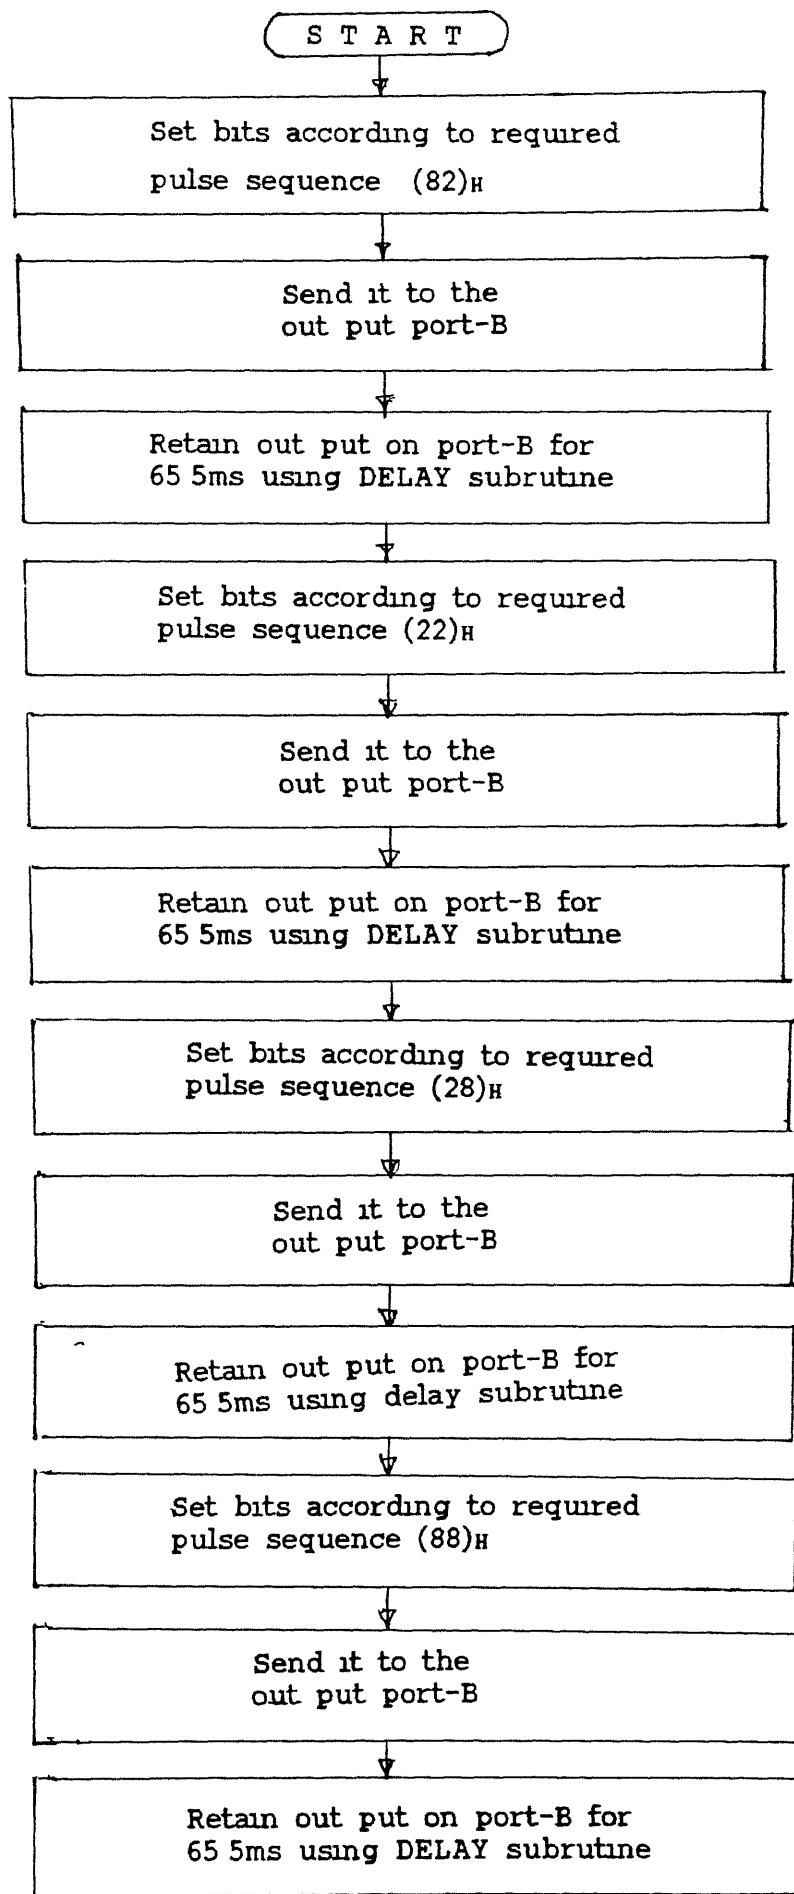 S T A R T
Set bits according to required
pulse sequence (82)H
Send it to the
out put port-B
Retain out put on port-B for
65 5ms using DELAY subrutine
Set bits according to required
pulse sequence (22)H
Send it to the
out put port-B
Retain out put on port-B for
65 5ms using DELAY subrutine
Set bits according to required
pulse sequence (28)H
Send it to the
out put port-B
Retain out put on port-B for
65 5ms using delay subrutine
Set bits according to required
pulse sequence (88)H
Send it to the
out put port-B
Retain out put on port-B for
65 5ms using DELAY subrutine